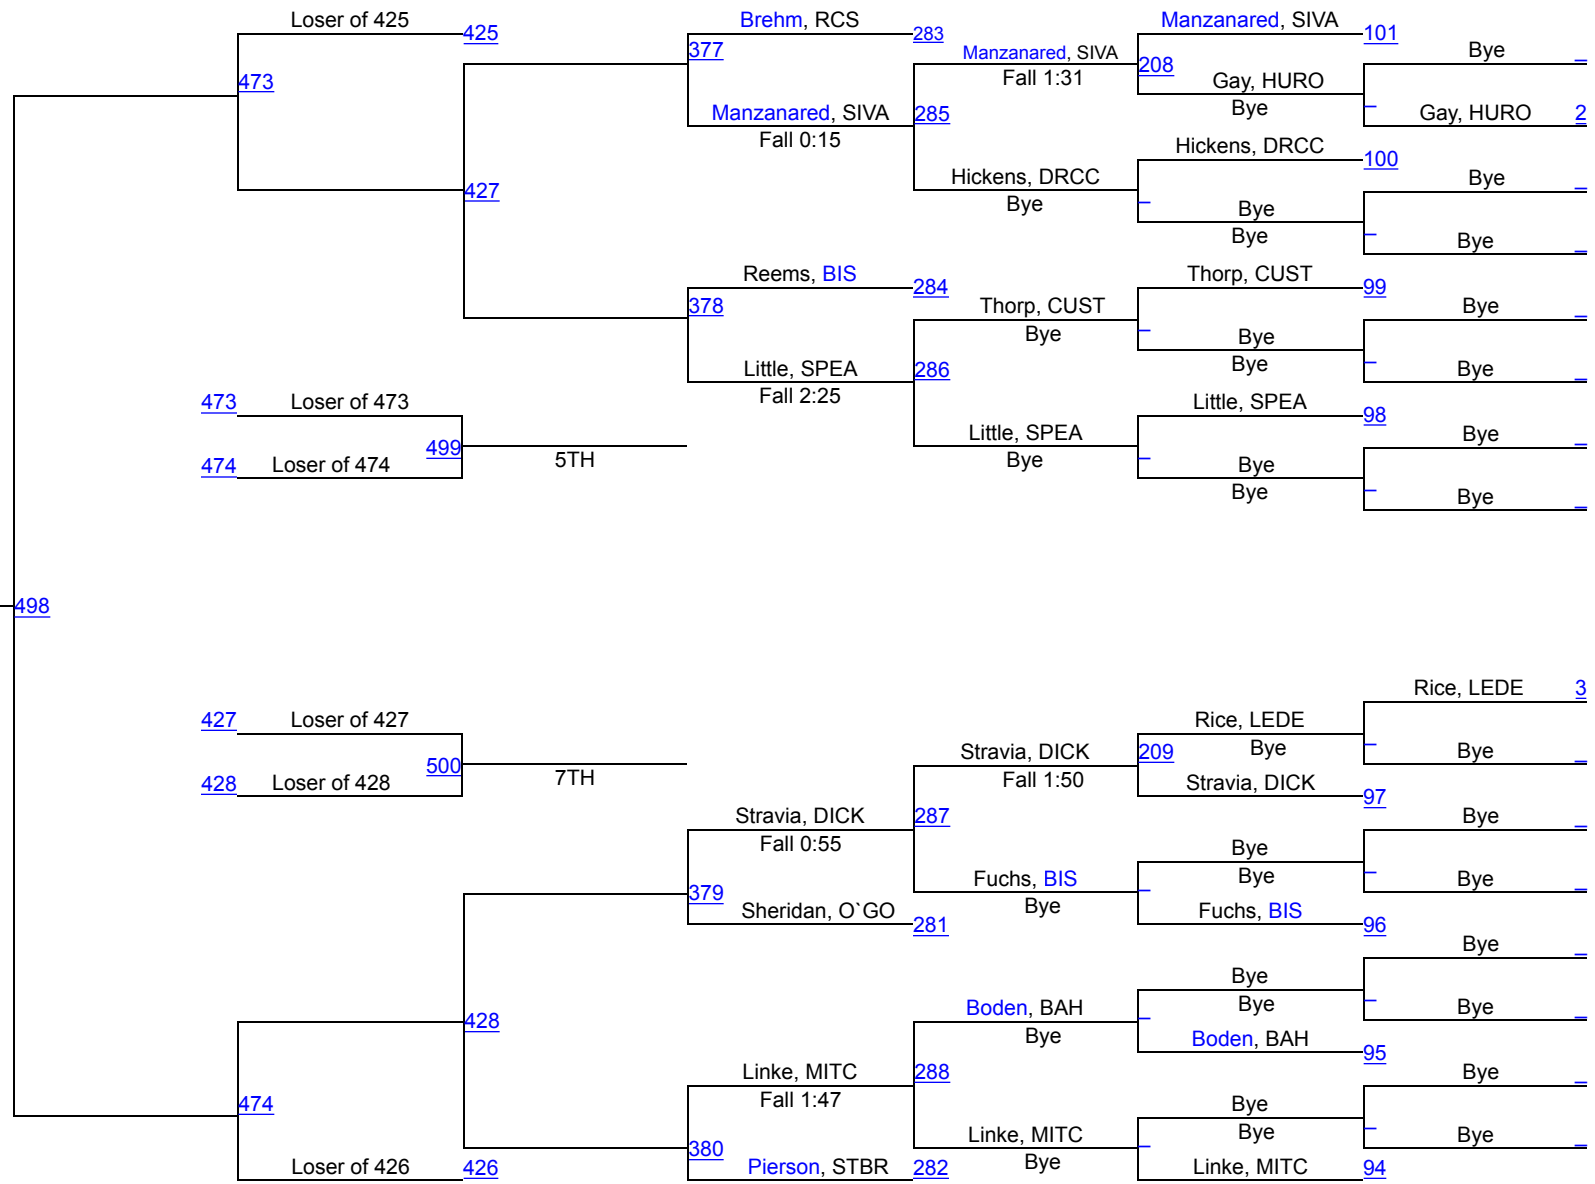 Loser of 425
425
Brehm, RCS
283
Manzanared, SIVA
101
377
Manzanared, SIVA
Fall 1:31
208
Bye
473
Gay, HURO
Bye
Manzanared, SIVA
Fall 0:15
285
Gay, HURO
2
Hickens, DRCC
100
427
Hickens, DRCC
Bye
Bye
Bye
Bye
Bye
Reems, BIS
284
Thorp, CUST
99
378
Thorp, CUST
Bye
Bye
Bye
Bye
Little, SPEA
Fall 2:25
286
Bye
473
Loser of 473
Little, SPEA
98
499
5TH
Little, SPEA
Bye
Bye
474
Loser of 474
Bye
Bye
Bye
498
Rice, LEDE
3
427
Loser of 427
Rice, LEDE
Bye
500
7TH
Stravia, DICK
Fall 1:50
209
Bye
428
Loser of 428
Stravia, DICK
97
Stravia, DICK
Fall 0:55
287
Bye
Bye
Bye
379
Fuchs, BIS
Bye
Bye
Sheridan, O`GO
281
Fuchs, BIS
96
Bye
Bye
Bye
428
Boden, BAH
Bye
Bye
Boden, BAH
95
Linke, MITC
Fall 1:47
288
Bye
474
Bye
Bye
380
Linke, MITC
Bye
Bye
Loser of 426
426
Pierson, STBR
282
Linke, MITC
94